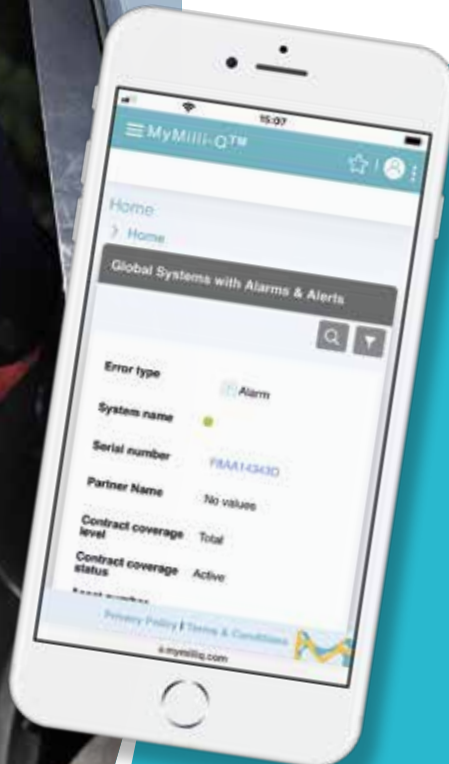 15:07
MyMilli-Q™
Home
Home
Global Systems with Alarms & Alerts
Error type Alarm
System name
Serial number
Partner Name No values
Contract coverage level Total
Contract coverage status Active
Privacy Policy | Terms & Conditions
mymilliq.com